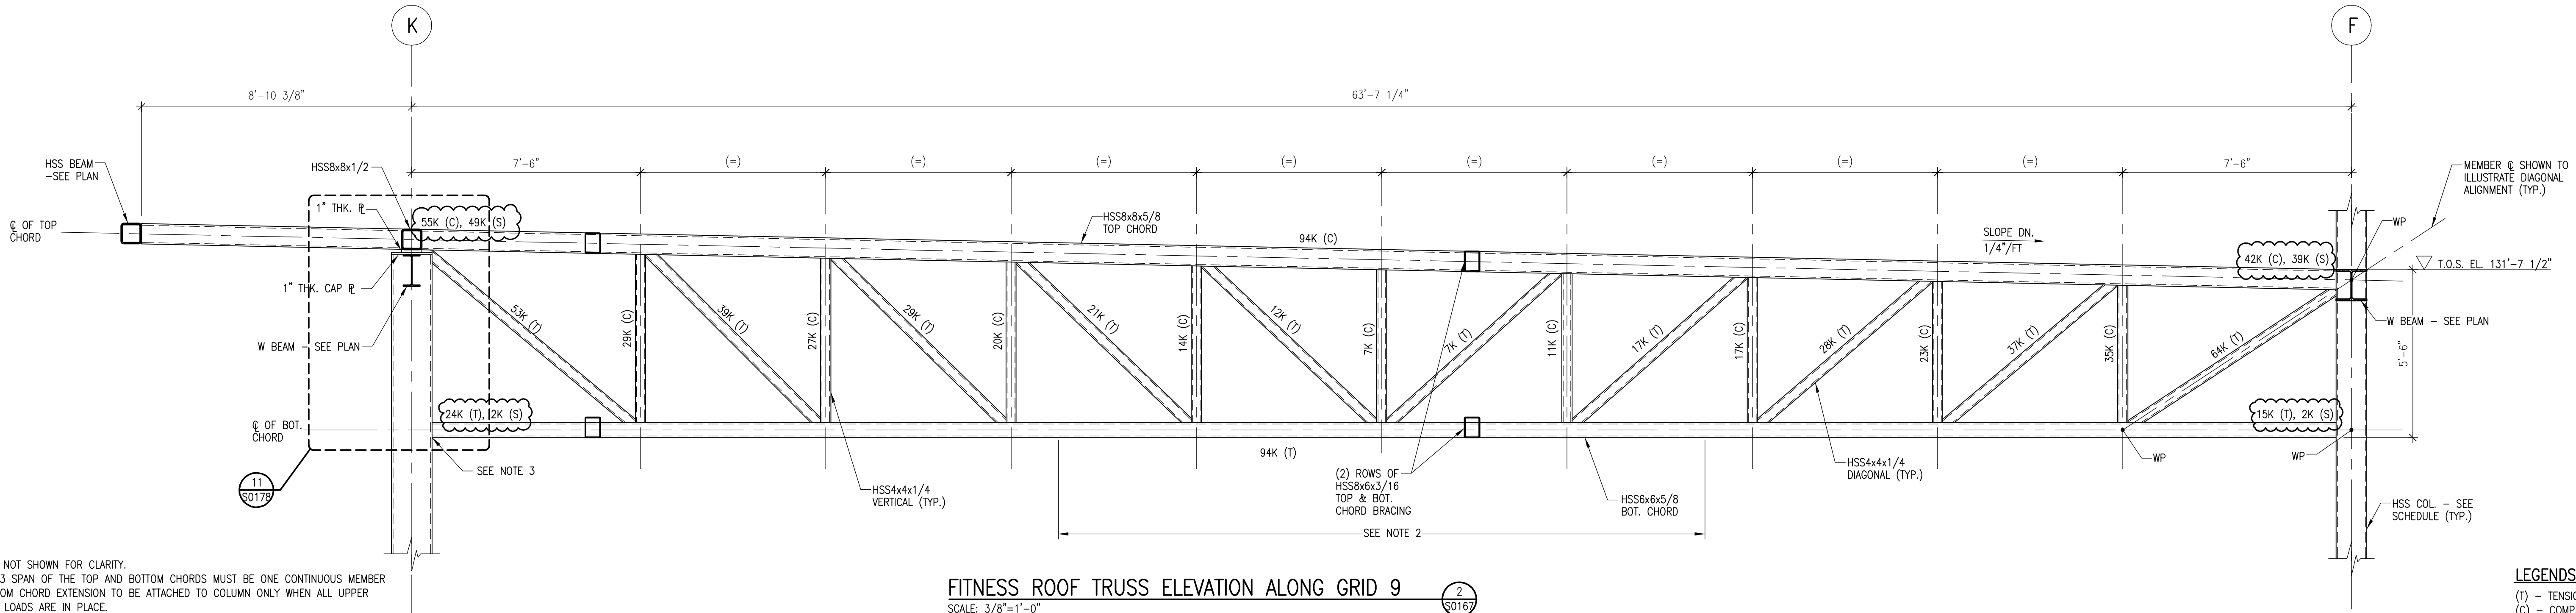 K
F
8'-10 3/8"
63'-7 1/4"
7'-6"
(=)
(=)
(=)
(=)
(=)
(=)
(=)
(=)
7'-6"
HSS BEAM
-SEE PLAN
HSS8x8x1/2
1" THK. PL
55K (C), 49K (S)
HSS8x8x5/8
TOP CHORD
94K (C)
SLOPE DN.
1/4"/FT
MEMBER CL SHOWN TO
ILLUSTRATE DIAGONAL
ALIGNMENT (TYP.)
WP
CL OF TOP
CHORD
42K (C), 39K (S)
T.O.S. EL. 131'-7 1/2"
1" THK. CAP PL
W BEAM - SEE PLAN
W BEAM - SEE PLAN
53K (T)
29K (C)
39K (T)
27K (C)
29K (T)
20K (C)
21K (T)
14K (C)
12K (T)
7K (C)
7K (T)
11K (C)
17K (T)
17K (C)
28K (T)
23K (C)
37K (T)
35K (C)
64K (T)
5'-6"
24K (T), 2K (S)
15K (T), 2K (S)
CL OF BOT.
CHORD
94K (T)
SEE NOTE 3
WP
WP
11
S0178
HSS4x4x1/4
VERTICAL (TYP.)
(2) ROWS OF
HSS8x6x3/16
TOP & BOT.
CHORD BRACING
HSS6x6x5/8
BOT. CHORD
HSS4x4x1/4
DIAGONAL (TYP.)
HSS COL. - SEE
SCHEDULE (TYP.)
SEE NOTE 2
NOT SHOWN FOR CLARITY.
3 SPAN OF THE TOP AND BOTTOM CHORDS MUST BE ONE CONTINUOUS MEMBER
OM CHORD EXTENSION TO BE ATTACHED TO COLUMN ONLY WHEN ALL UPPER
LOADS ARE IN PLACE.
FITNESS ROOF TRUSS ELEVATION ALONG GRID 9
SCALE: 3/8"=1'-0"
2
S0167
LEGENDS
(T) - TENSI
(C) - COMP